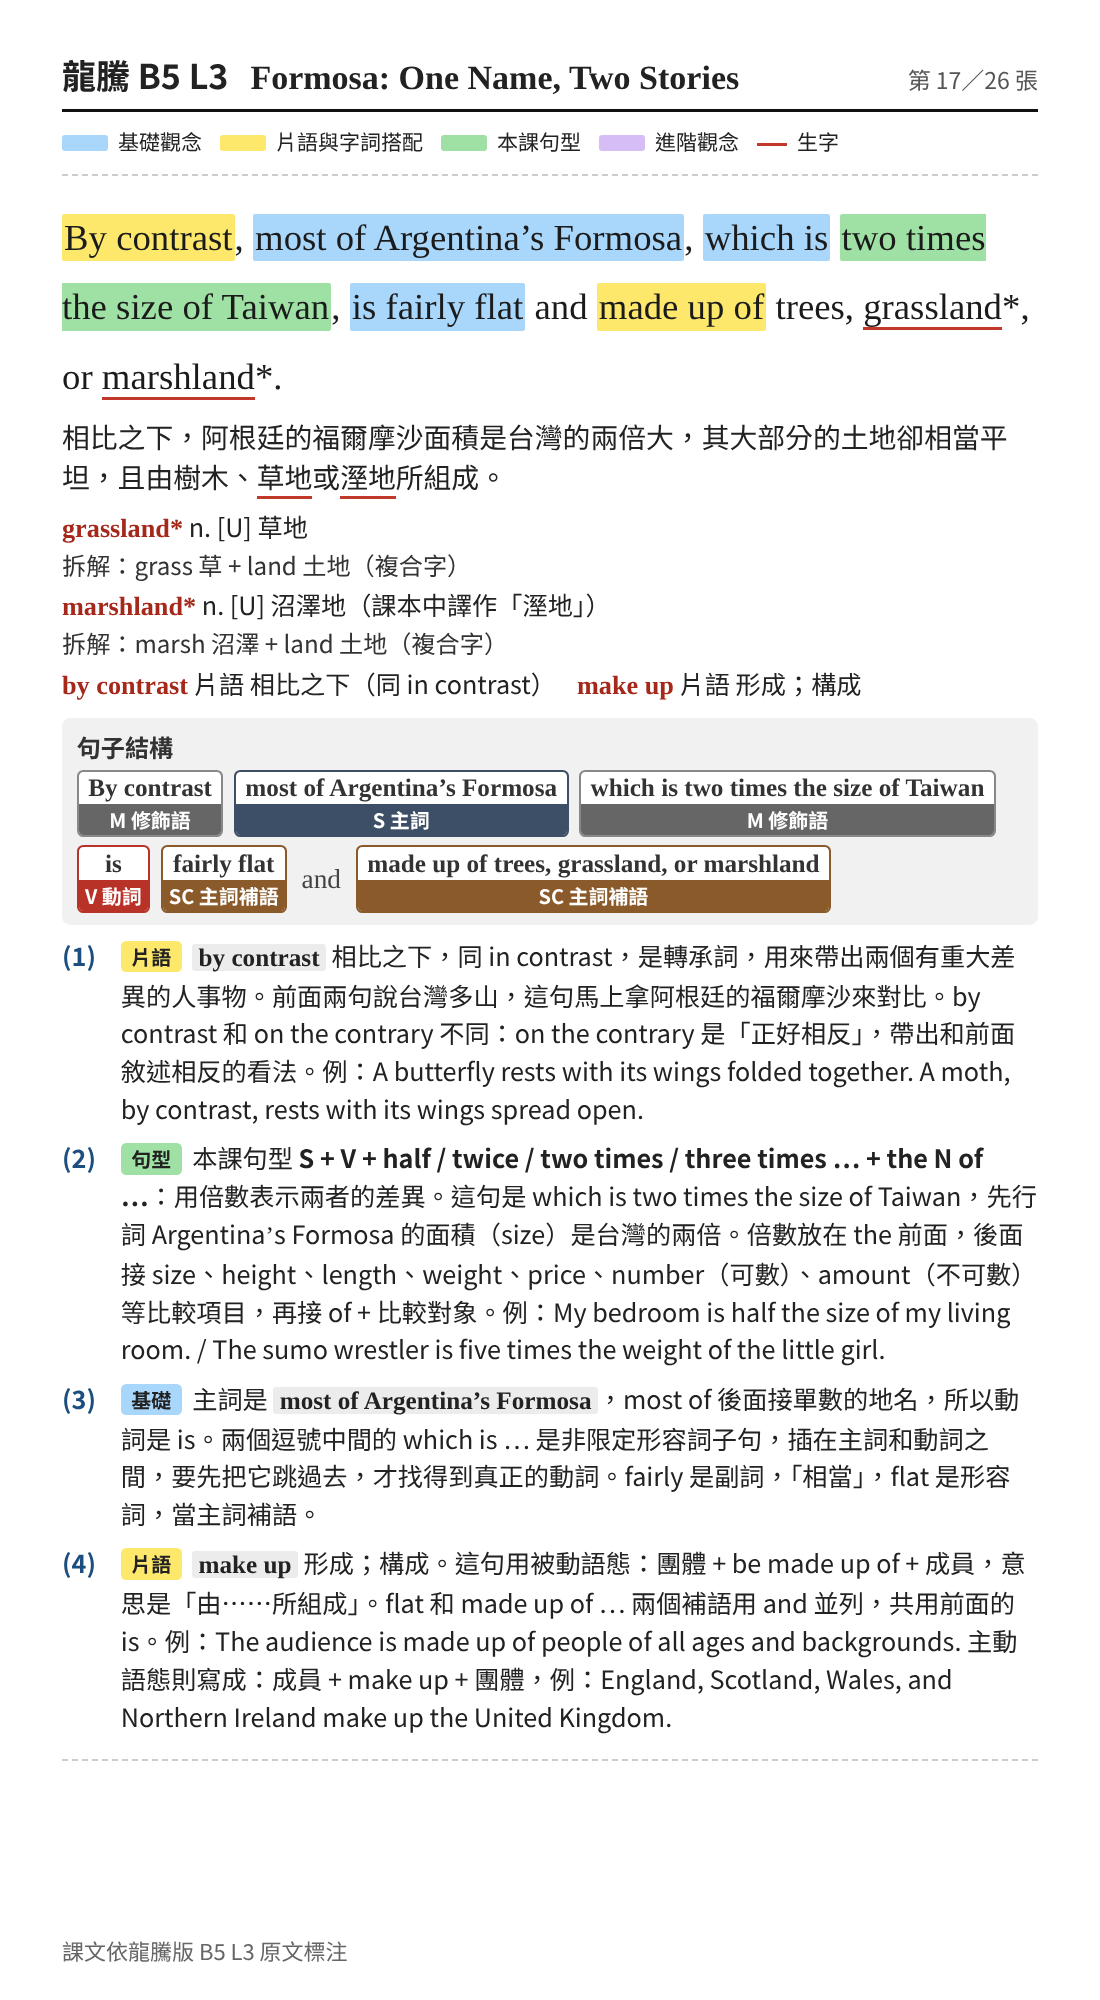 龍騰 B5 L3 Formosa: One Name, Two Stories 第 17／26 張
基礎觀念 片語與字詞搭配 本課句型 進階觀念 生字
By contrast, most of Argentina’s Formosa, which is two times
the size of Taiwan, is fairly flat and made up of trees, grassland*,
or marshland*.
相比之下，阿根廷的福爾摩沙面積是台灣的兩倍大，其大部分的土地卻相當平
坦，且由樹木、草地或溼地所組成。
grassland* n. [U] 草地
拆解：grass 草 + land 土地（複合字）
marshland* n. [U] 沼澤地（課本中譯作「溼地」）
拆解：marsh 沼澤 + land 土地（複合字）
by contrast 片語 相比之下（同 in contrast） make up 片語 形成；構成
句子結構
By contrast most of Argentina’s Formosa which is two times the size of Taiwan
M 修飾語 S 主詞 M 修飾語
is fairly flat and made up of trees, grassland, or marshland
V 動詞 SC 主詞補語 SC 主詞補語
(1) 片語 by contrast 相比之下，同 in contrast，是轉承詞，用來帶出兩個有重大差
異的人事物。前面兩句說台灣多山，這句馬上拿阿根廷的福爾摩沙來對比。by
contrast 和 on the contrary 不同：on the contrary 是「正好相反」，帶出和前面
敘述相反的看法。例：A butterfly rests with its wings folded together. A moth,
by contrast, rests with its wings spread open.
(2) 句型 本課句型 S + V + half / twice / two times / three times … + the N of
…：用倍數表示兩者的差異。這句是 which is two times the size of Taiwan，先行
詞 Argentina’s Formosa 的面積（size）是台灣的兩倍。倍數放在 the 前面，後面
接 size、height、length、weight、price、number（可數）、amount（不可數）
等比較項目，再接 of + 比較對象。例：My bedroom is half the size of my living
room. / The sumo wrestler is five times the weight of the little girl.
(3) 基礎 主詞是 most of Argentina’s Formosa，most of 後面接單數的地名，所以動
詞是 is。兩個逗號中間的 which is … 是非限定形容詞子句，插在主詞和動詞之
間，要先把它跳過去，才找得到真正的動詞。fairly 是副詞，「相當」，flat 是形容
詞，當主詞補語。
(4) 片語 make up 形成；構成。這句用被動語態：團體 + be made up of + 成員，意
思是「由⋯⋯所組成」。flat 和 made up of … 兩個補語用 and 並列，共用前面的
is。例：The audience is made up of people of all ages and backgrounds. 主動
語態則寫成：成員 + make up + 團體，例：England, Scotland, Wales, and
Northern Ireland make up the United Kingdom.
課文依龍騰版 B5 L3 原文標注